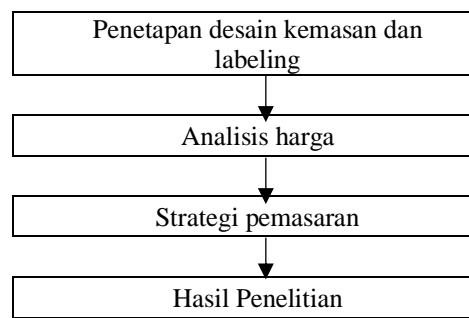 Penetapan desain kemasan dan
labeling
Analisis harga
Strategi pemasaran
Hasil Penelitian